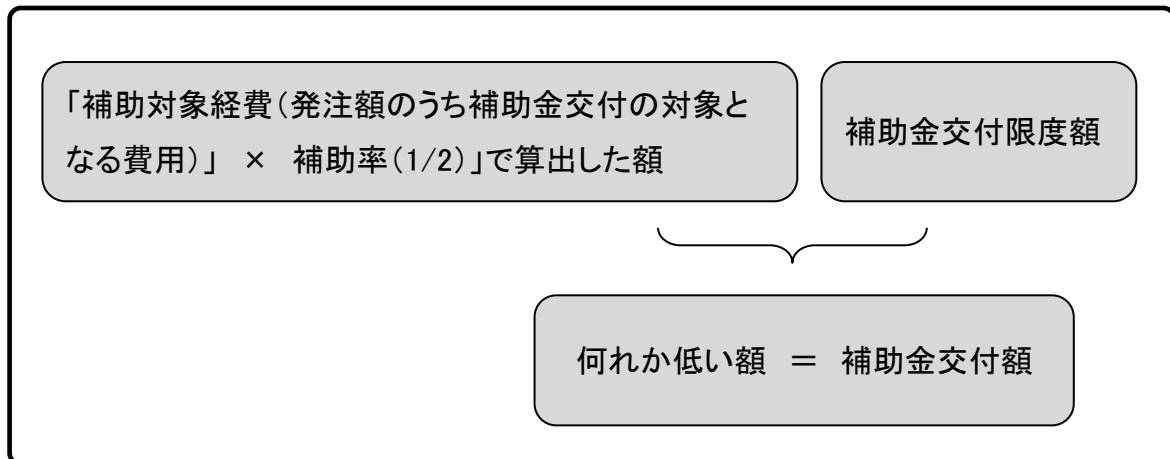 「補助対象経費(発注額のうち補助金交付の対象と
なる費用)」 × 補助率(1/2)」で算出した額
補助金交付限度額
何れか低い額 = 補助金交付額